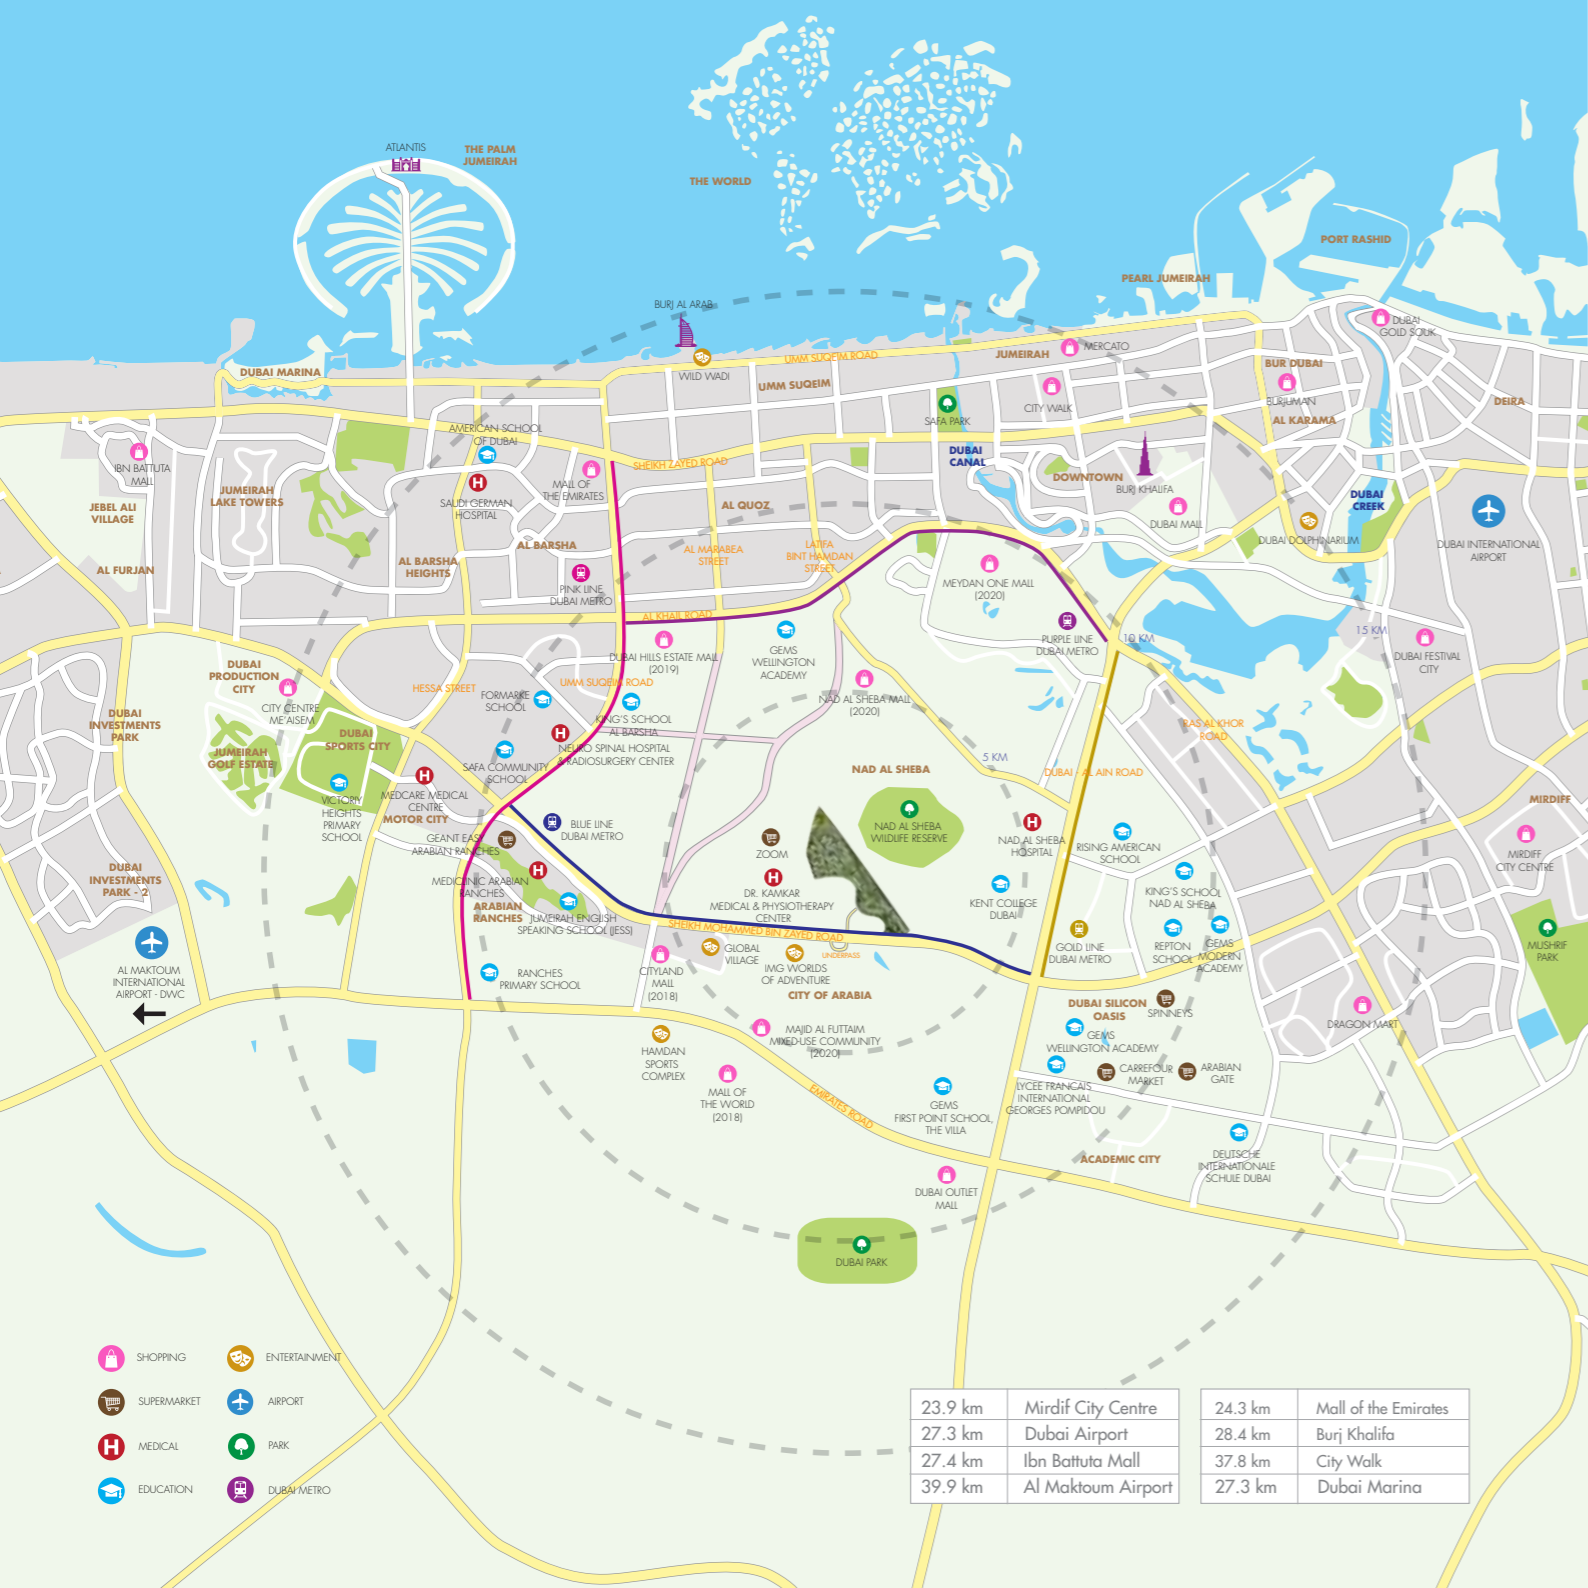 ATLANTIS
THE PALM
JUMEIRAH
THE WORLD
PORT RASHID
PEARL JUMEIRAH
BURJ AL ARAB
DUBAI
GOLD SOUK
WILD WADI
UMM SUQEIM ROAD
JUMEIRAH
MERCATO
DUBAI MARINA
UMM SUQEIM
BUR DUBAI
CITY WALK
BURJUMAN
DEIRA
SAFA PARK
AL KARAMA
AMERICAN SCHOOL
OF DUBAI
DUBAI
CANAL
IBN BATTUTA
MALL
SHEIKH ZAYED ROAD
MALL OF
THE EMIRATES
DOWNTOWN
BURJ KHALIFA
JUMEIRAH
LAKE TOWERS
SAUDI GERMAN
HOSPITAL
AL QUOZ
DUBAI
CREEK
JEBEL ALI
VILLAGE
DUBAI MALL
DUBAI DOLPHINARIUM
DUBAI INTERNATIONAL
AIRPORT
AL BARSHA
AL MARABEA
STREET
LATIFA
BINT HAMDAN
STREET
AL FURJAN
AL BARSHA
HEIGHTS
MEYDAN ONE MALL
(2020)
PINK LINE
DUBAI METRO
AL KHAIL ROAD
PURPLE LINE
DUBAI METRO
10 KM
15 KM
DUBAI HILLS ESTATE MALL
(2019)
GEMS
WELLINGTON
ACADEMY
DUBAI FESTIVAL
CITY
DUBAI
PRODUCTION
CITY
HESSA STREET
UMM SUQEIM ROAD
FORMARKE
SCHOOL
NAD AL SHEBA MALL
(2020)
CITY CENTRE
ME'AISEM
DUBAI
INVESTMENTS
PARK
KING'S SCHOOL
AL BARSHA
RAS AL KHOR
ROAD
DUBAI
SPORTS CITY
JUMEIRAH
GOLF ESTATE
NEURO SPINAL HOSPITAL
& RADIOSURGERY CENTER
SAFA COMMUNITY
SCHOOL
5 KM
NAD AL SHEBA
DUBAI - AL AIN ROAD
VICTORIY
HEIGHTS
PRIMARY
SCHOOL
MEDCARE MEDICAL
CENTRE
MOTOR CITY
MIRDIFF
BLUE LINE
DUBAI METRO
NAD AL SHEBA
WILDLIFE RESERVE
GEANT EASY
ARABIAN RANCHES
ZOOM
NAD AL SHEBA
HOSPITAL
RISING AMERICAN
SCHOOL
MIRDIFF
CITY CENTRE
DUBAI
INVESTMENTS
PARK - 2
MEDICLINIC ARABIAN
RANCHES
DR. KAMKAR
MEDICAL & PHYSIOTHERAPY
CENTER
KENT COLLEGE
DUBAI
KING'S SCHOOL
NAD AL SHEBA
ARABIAN
RANCHES
JUMEIRAH ENGLISH
SPEAKING SCHOOL (JESS)
SHEIKH MOHAMMED BIN ZAYED ROAD
UNDERPASS
GOLD LINE
DUBAI METRO
REPTON
SCHOOL
GEMS
MODERN
ACADEMY
MUSHRIF
PARK
GLOBAL
VILLAGE
IMG WORLDS
OF ADVENTURE
AL MAKTOUM
INTERNATIONAL
AIRPORT - DWC
RANCHES
PRIMARY SCHOOL
CITYLAND
MALL
(2018)
CITY OF ARABIA
DUBAI SILICON
OASIS
SPINNEYS
DRAGON MART
MAJID AL FUTTAIM
MIXED-USE COMMUNITY
(2020)
GEMS
WELLINGTON ACADEMY
HAMDAN
SPORTS
COMPLEX
CARREFOUR
MARKET
ARABIAN
GATE
MALL OF
THE WORLD
(2018)
EMIRATES ROAD
LYCEE FRANCAIS
INTERNATIONAL
GEORGES POMPIDOU
GEMS
FIRST POINT SCHOOL,
THE VILLA
ACADEMIC CITY
DEUTSCHE
INTERNATIONALE
SCHULE DUBAI
DUBAI OUTLET
MALL
DUBAI PARK
H SHOPPING
ENTERTAINMENT
SUPERMARKET
AIRPORT
H MEDICAL
PARK
EDUCATION
DUBAI METRO
23.9 km Mirdif City Centre
27.3 km Dubai Airport
27.4 km Ibn Battuta Mall
39.9 km Al Maktoum Airport
24.3 km Mall of the Emirates
28.4 km Burj Khalifa
37.8 km City Walk
27.3 km Dubai Marina